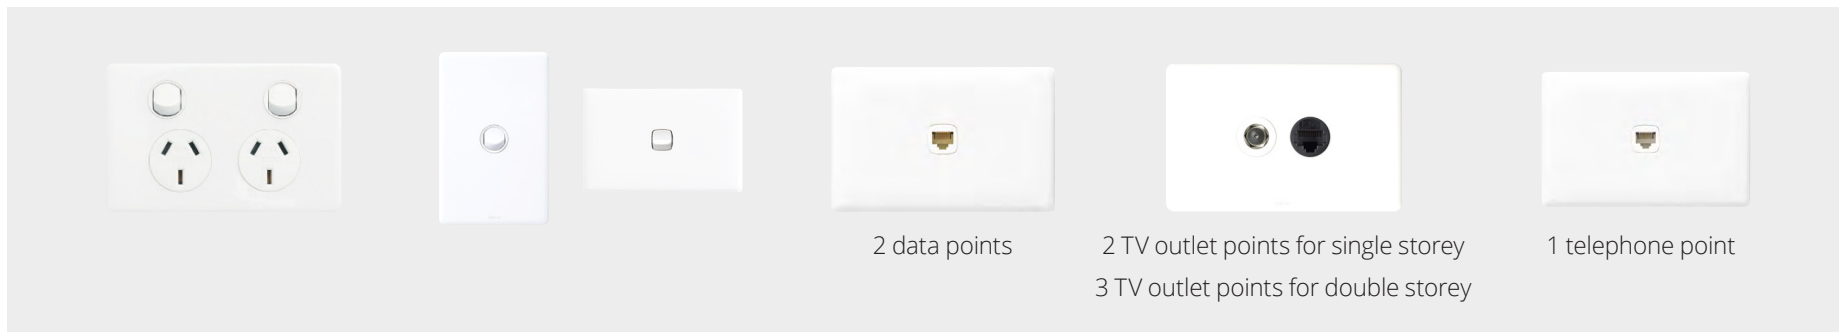 2 data points
2 TV outlet points for single storey
3 TV outlet points for double storey
1 telephone point